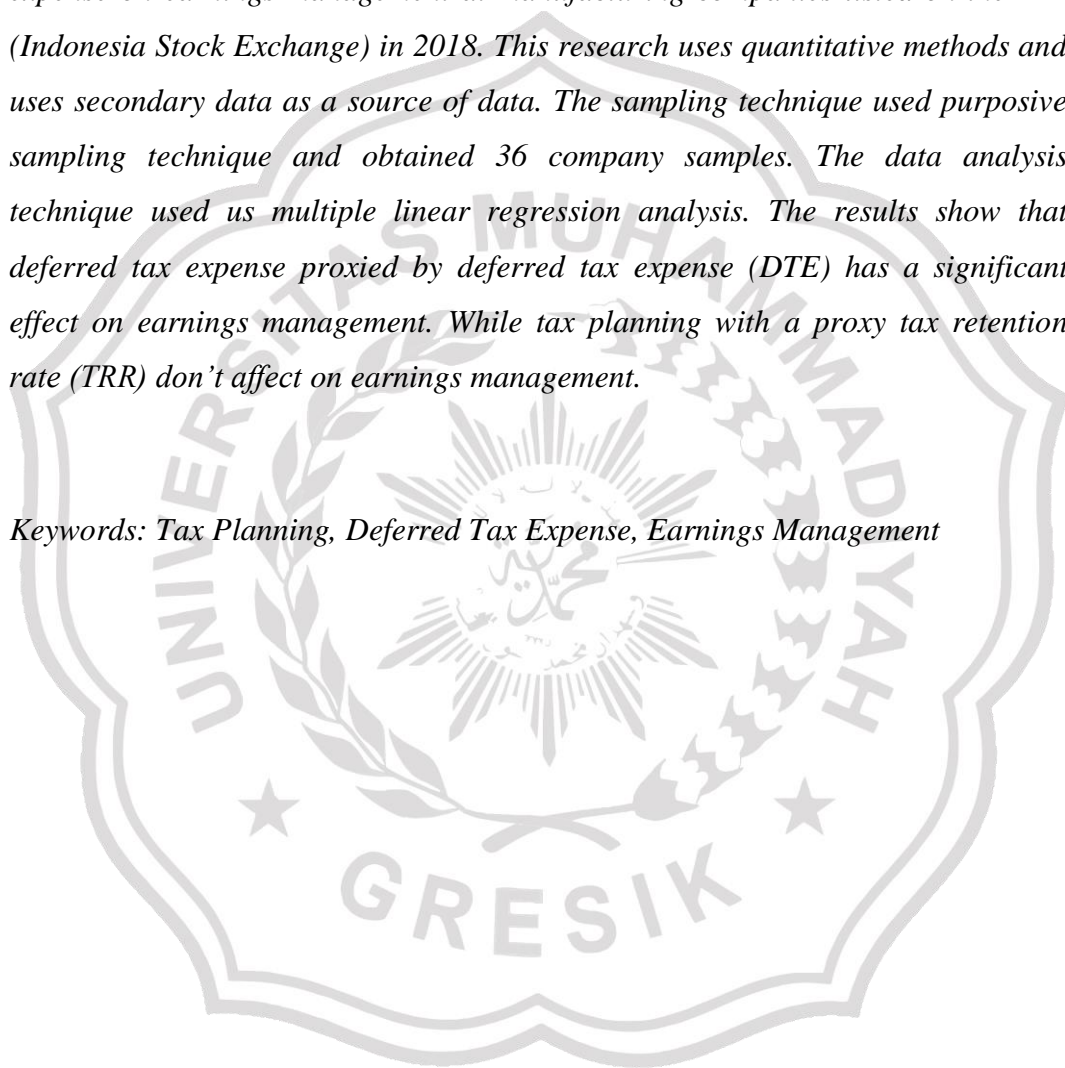 (Indonesia Stock Exchange) in 2018. This research uses quantitative methods and
uses secondary data as a source of data. The sampling technique used purposive
sampling technique and obtained 36 company samples. The data analysis
technique used us multiple linear regression analysis. The results show that
deferred tax expense proxied by deferred tax expense (DTE) has a significant
effect on earnings management. While tax planning with a proxy tax retention
rate (TRR) don’t affect on earnings management.
Keywords: Tax Planning, Deferred Tax Expense, Earnings Management
UNIVERSITAS MUHAMMADIYAH
GRESIK